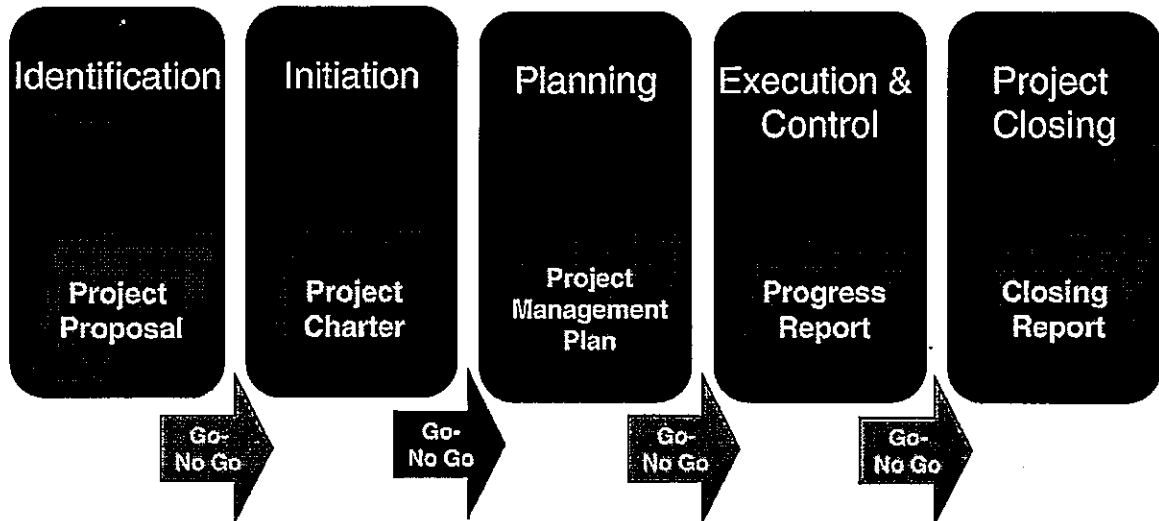 Identification
Project
Proposal
Initiation
Project
Charter
Planning
Project
Management
Plan
Execution &
Control
Progress
Report
Project
Closing
Closing
Report
Go-
No Go
Go-
No Go
Go-
No Go
Go-
No Go